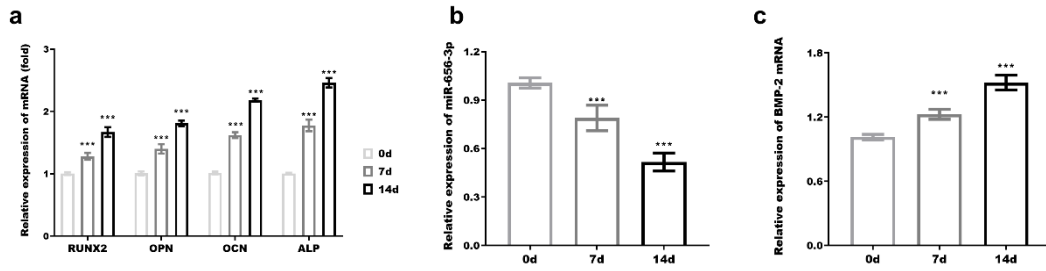 a
Relative expression of mRNA (fold)
3
2
1
0
*** *** *** *** *** *** *** ***
RUNX2 OPN OCN ALP
0d
7d
14d
b
Relative expression of miR-656-3p
1.2
0.9
0.6
0.3
0.0
***
***
0d 7d 14d
c
Relative expression of BMP-2 mRNA
1.8
1.2
0.6
0.0
***
***
0d 7d 14d